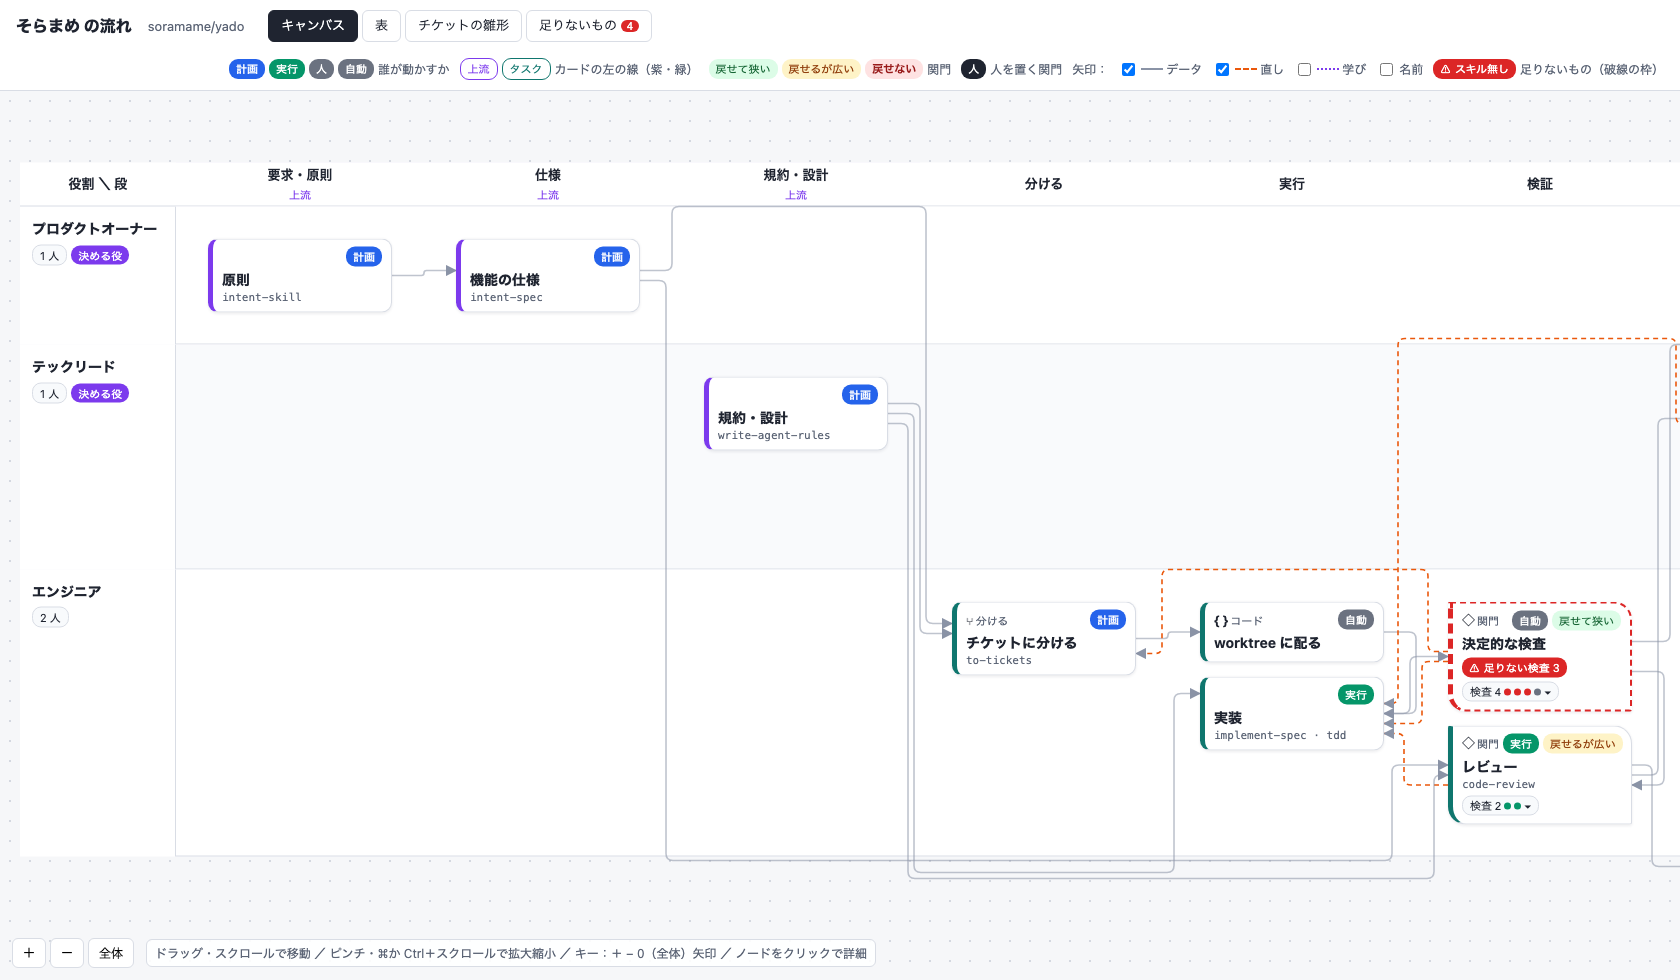 そらまめ の流れ
soramame/yado
キャンバス
表
チケットの雛形
足りないもの 4
計画 実行 人 自動 誰が動かすか
上流 タスク カードの左の線（紫・緑）
戻せて狭い 戻せるが広い 戻せない 関門
人 人を置く関門
矢印：
データ
直し
学び
名前
⚠ スキル無し 足りないもの（破線の枠）
役割 ＼ 段
要求・原則
上流
仕様
上流
規約・設計
上流
分ける
実行
検証
プロダクトオーナー
1 人 決める役
計画
原則
intent-skill
計画
機能の仕様
intent-spec
テックリード
1 人 決める役
計画
規約・設計
write-agent-rules
エンジニア
2 人
分ける 計画
チケットに分ける
to-tickets
{ } コード 自動
worktree に配る
実行
実装
implement-spec · tdd
◇関門 自動 戻せて狭い
決定的な検査
⚠ 足りない検査 3
検査 4
◇関門 実行 戻せるが広い
レビュー
code-review
検査 2
＋
−
全体
ドラッグ・スクロールで移動 ／ ピンチ・⌘か Ctrl＋スクロールで拡大縮小 ／ キー：＋ − 0（全体）矢印 ／ ノードをクリックで詳細